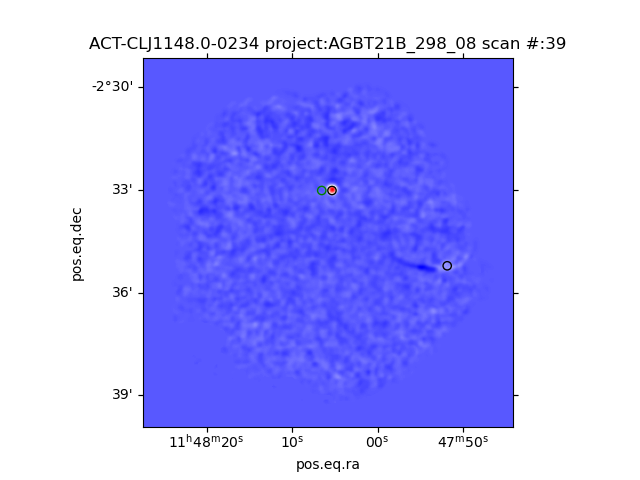 ACT-CLJ1148.0-0234 project:AGBT21B_298_08 scan #:39
-2°30'
33'
36'
39'
pos.eq.dec
11ʰ48ᵐ20ˢ 10ˢ 00ˢ 47ᵐ50ˢ
pos.eq.ra